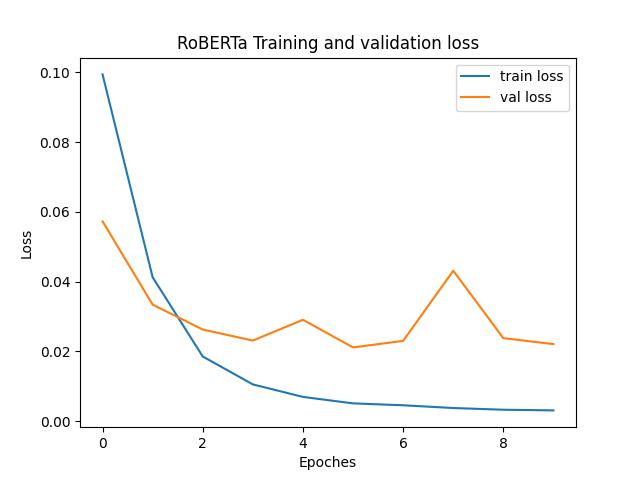 RoBERTa Training and validation loss
train loss
val loss
0.10
0.08
0.06
0.04
0.02
0.00
Loss
0 2 4 6 8
Epoches